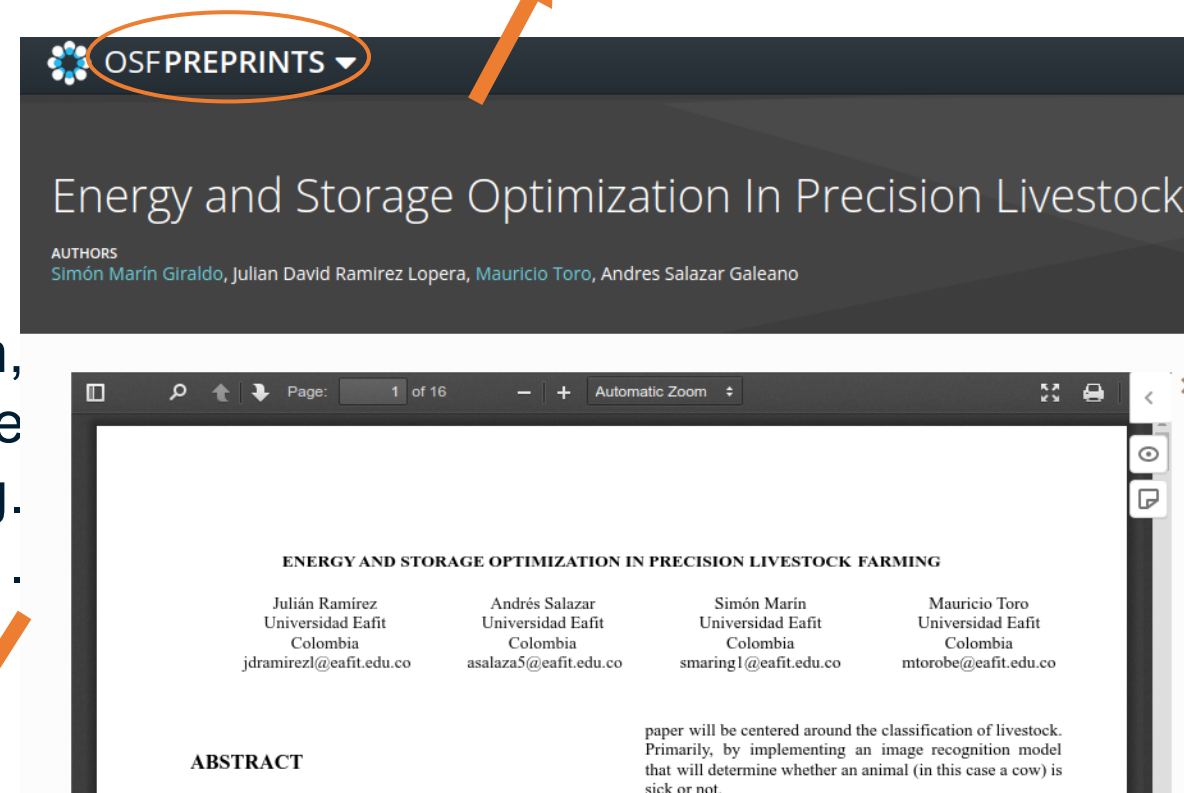 OSFPREPRINTS
Energy and Storage Optimization In Precision Livestock
AUTHORS
Simón Marín Giraldo, Julian David Ramirez Lopera, Mauricio Toro, Andres Salazar Galeano
Page: 1 of 16
Automatic Zoom
ENERGY AND STORAGE OPTIMIZATION IN PRECISION LIVESTOCK FARMING
Julián Ramírez
Universidad Eafit
Colombia
jdramirezl@eafit.edu.co
Andrés Salazar
Universidad Eafit
Colombia
asalaza5@eafit.edu.co
Simón Marín
Universidad Eafit
Colombia
smaring1@eafit.edu.co
Mauricio Toro
Universidad Eafit
Colombia
mtorobe@eafit.edu.co
ABSTRACT
paper will be centered around the classification of livestock.
Primarily, by implementing an image recognition model
that will determine whether an animal (in this case a cow) is
sick or not.